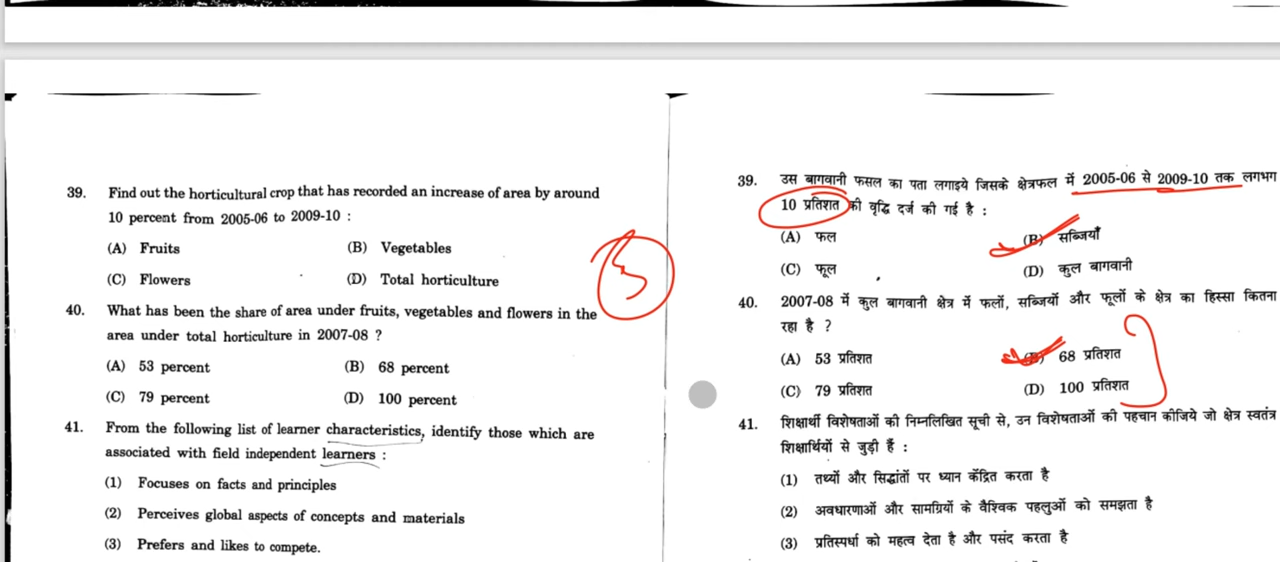 39. Find out the horticultural crop that has recorded an increase of area by around
10 percent from 2005-06 to 2009-10 :
(A) Fruits (B) Vegetables
(C) Flowers (D) Total horticulture
40. What has been the share of area under fruits, vegetables and flowers in the
area under total horticulture in 2007-08 ?
(A) 53 percent (B) 68 percent
(C) 79 percent (D) 100 percent
41. From the following list of learner characteristics, identify those which are
associated with field independent learners :
(1) Focuses on facts and principles
(2) Perceives global aspects of concepts and materials
(3) Prefers and likes to compete.
39. उस बागवानी फसल का पता लगाइये जिसके क्षेत्रफल में 2005-06 से 2009-10 तक लगभग
10 प्रतिशत की वृद्धि दर्ज की गई है :
(A) फल (B) सब्जियाँ
(C) फूल (D) कुल बागवानी
40. 2007-08 में कुल बागवानी क्षेत्र में फलों, सब्जियों और फूलों के क्षेत्र का हिस्सा कितना
रहा है ?
(A) 53 प्रतिशत (B) 68 प्रतिशत
(C) 79 प्रतिशत (D) 100 प्रतिशत
41. शिक्षार्थी विशेषताओं की निम्नलिखित सूची से, उन विशेषताओं की पहचान कीजिये जो क्षेत्र स्वतंत्र
शिक्षार्थियों से जुड़ी हैं :
(1) तथ्यों और सिद्धांतों पर ध्यान केंद्रित करता है
(2) अवधारणाओं और सामग्रियों के वैश्विक पहलुओं को समझता है
(3) प्रतिस्पर्धा को महत्व देता है और पसंद करता है